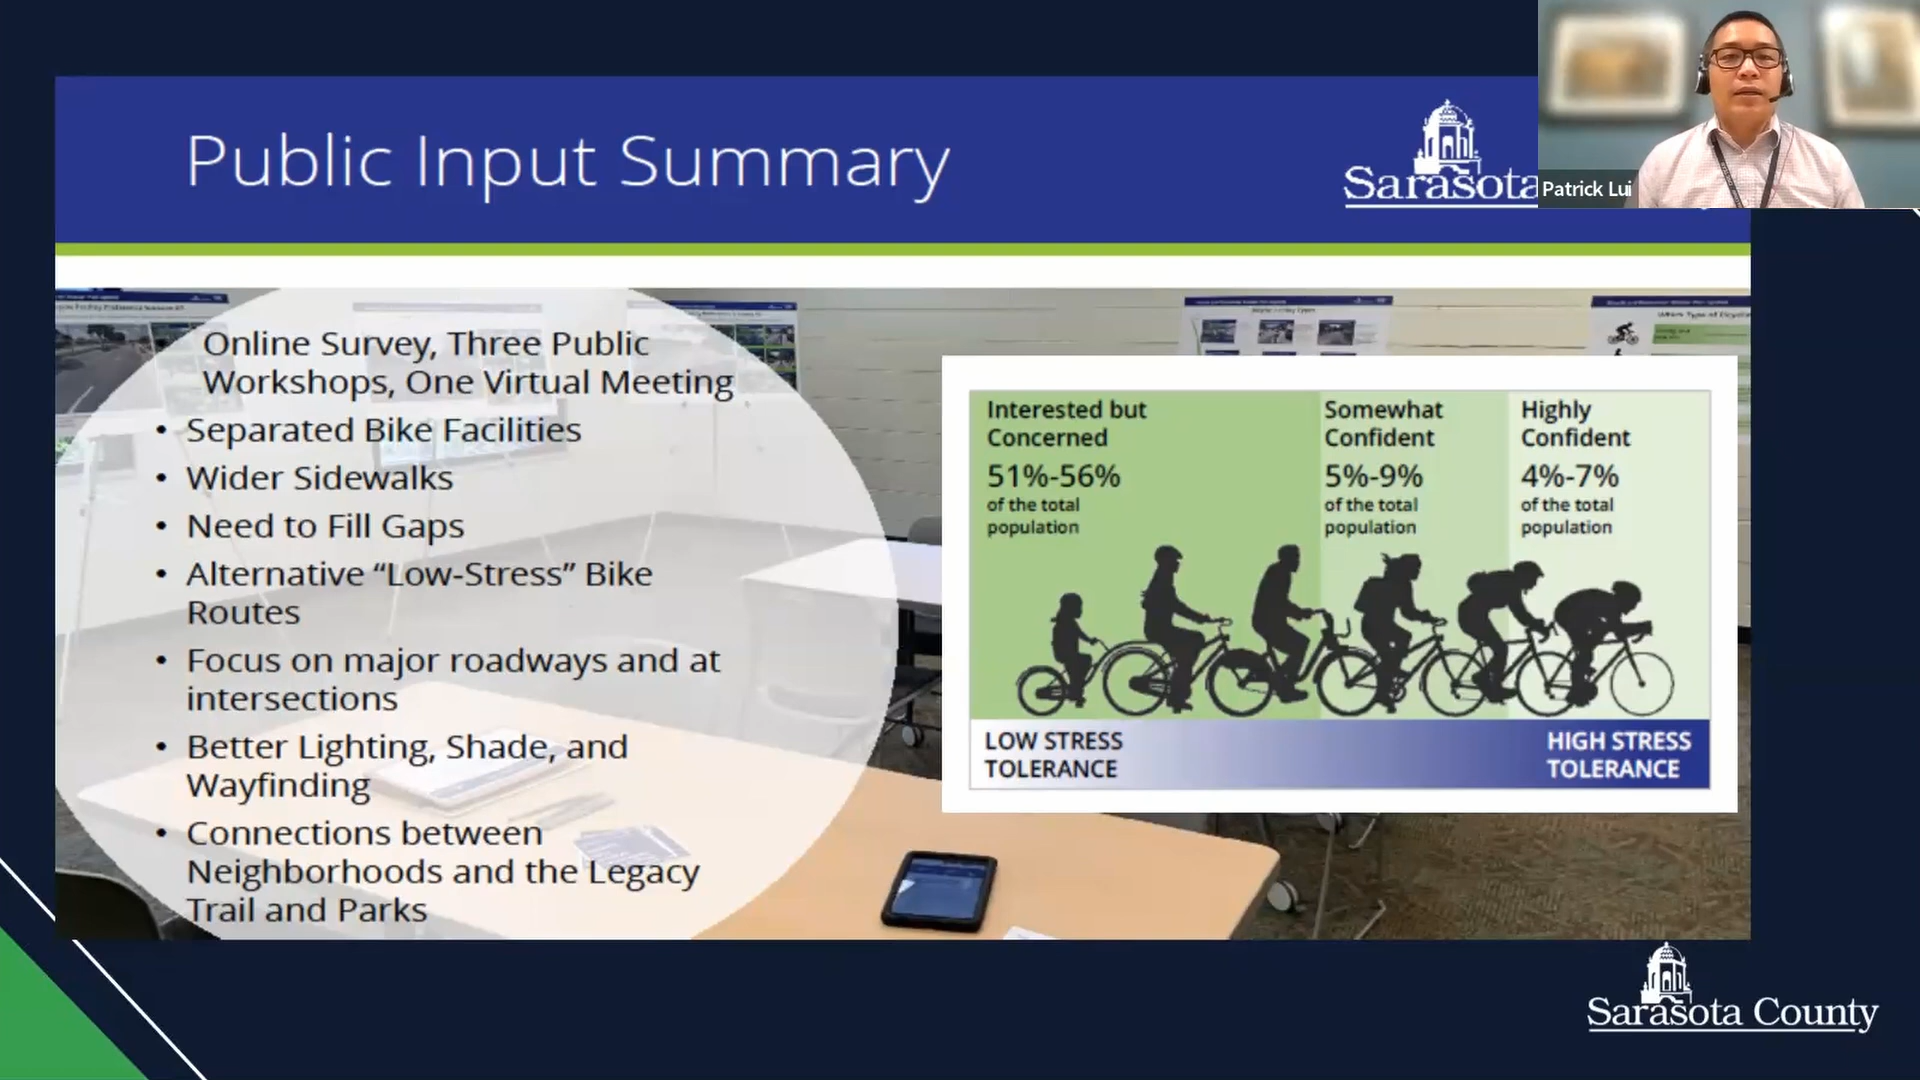 Public Input Summary
Sarasota
Patrick Lui
Online Survey, Three Public
Workshops, One Virtual Meeting
• Separated Bike Facilities
• Wider Sidewalks
• Need to Fill Gaps
• Alternative “Low-Stress” Bike
Routes
• Focus on major roadways and at
intersections
• Better Lighting, Shade, and
Wayfinding
• Connections between
Neighborhoods and the Legacy
Trail and Parks
Interested but
Concerned
51%-56%
of the total
population
Somewhat
Confident
5%-9%
of the total
population
Highly
Confident
4%-7%
of the total
population
LOW STRESS
TOLERANCE
HIGH STRESS
TOLERANCE
Sarasota County